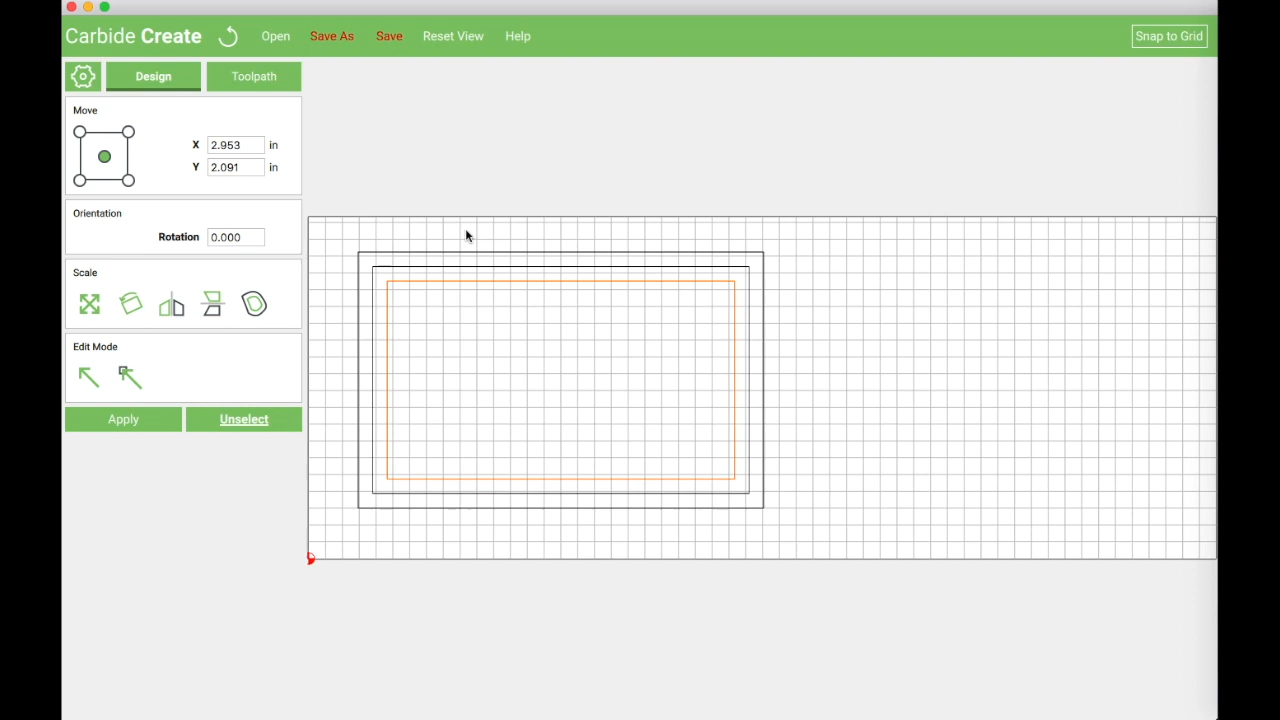 Carbide Create Open Save As Save Reset View Help Snap to Grid
Design Toolpath
Move
X 2.953 in
Y 2.091 in
Orientation
Rotation 0.000
Scale
Edit Mode
Apply Unselect